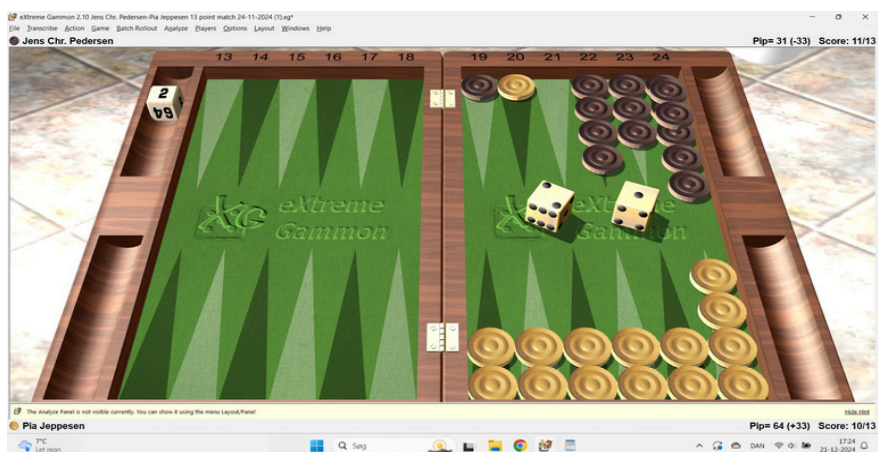 eXtreme Gammon 2.10 Jens Chr. Pedersen-Pia Jeppesen 13 point match 24-11-2024 (1).xg*
File Transcribe Action Game Batch Rollout Analyze Players Options Layout Windows Help
Jens Chr. Pedersen Pip= 31 (-33) Score: 11/13
13 14 15 16 17 18 19 20 21 22 23 24
2
64
XG eXtreme Gammon
eXtreme Gammon
The Analyze Panel is not visible currently. You can show it using the menu Layout/Panel Hide Hint
Pia Jeppesen Pip= 64 (+33) Score: 10/13
7°C
Let regn
Søg
DAN
17:24
21-12-2024